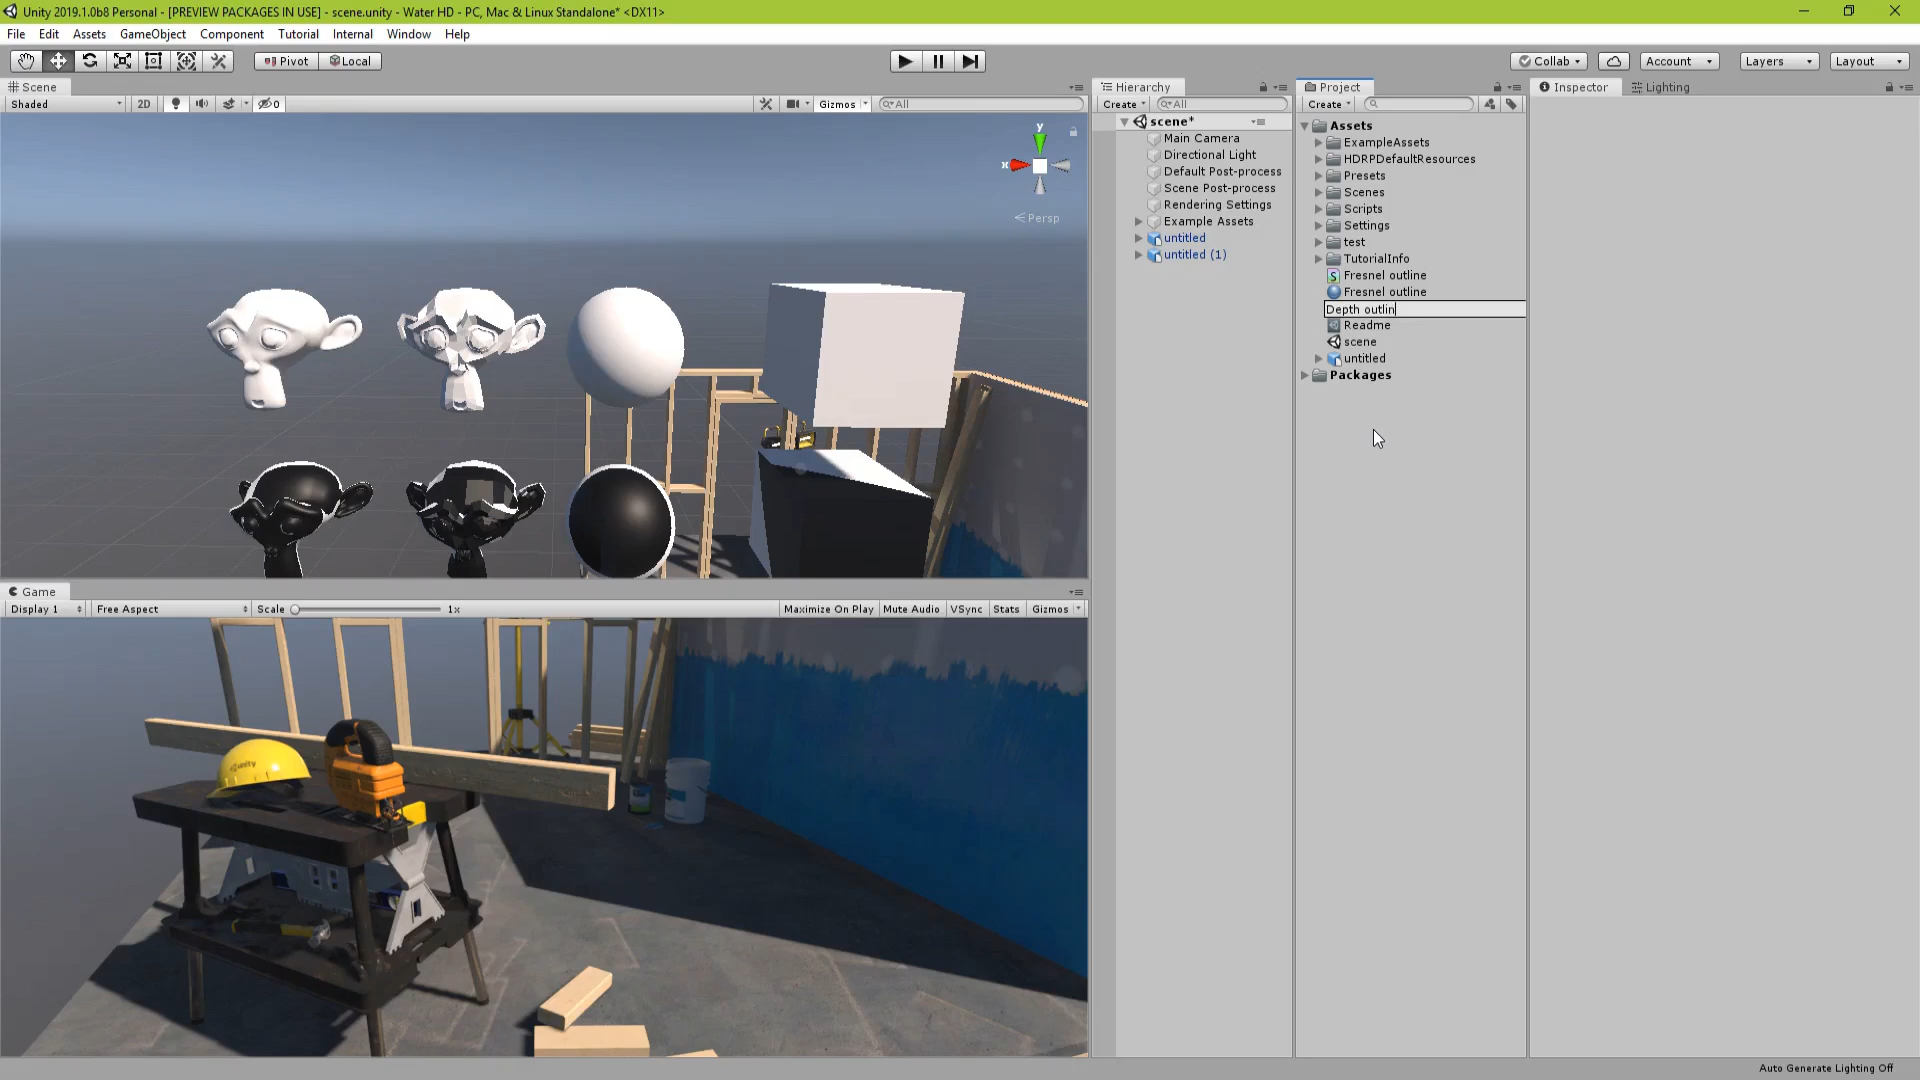 Unity 2019.1.0b8 Personal - [PREVIEW PACKAGES IN USE] - scene.unity - Water HD - PC, Mac & Linux Standalone* <DX11>
File Edit Assets GameObject Component Tutorial Internal Window Help
Pivot Local Collab Account Layers Layout
Scene
Shaded 2D 0 Gizmos All
y
x
Persp
Hierarchy
Create All
scene*
Main Camera
Directional Light
Default Post-process
Scene Post-process
Rendering Settings
Example Assets
untitled
untitled (1)
Project
Create
Assets
ExampleAssets
HDRPDefaultResources
Presets
Scenes
Scripts
Settings
test
TutorialInfo
Fresnel outline
Fresnel outline
Depth outlin
Readme
scene
untitled
Packages
Inspector Lighting
Game
Display 1 Free Aspect Scale 1x Maximize On Play Mute Audio VSync Stats Gizmos
unity
Auto Generate Lighting Off